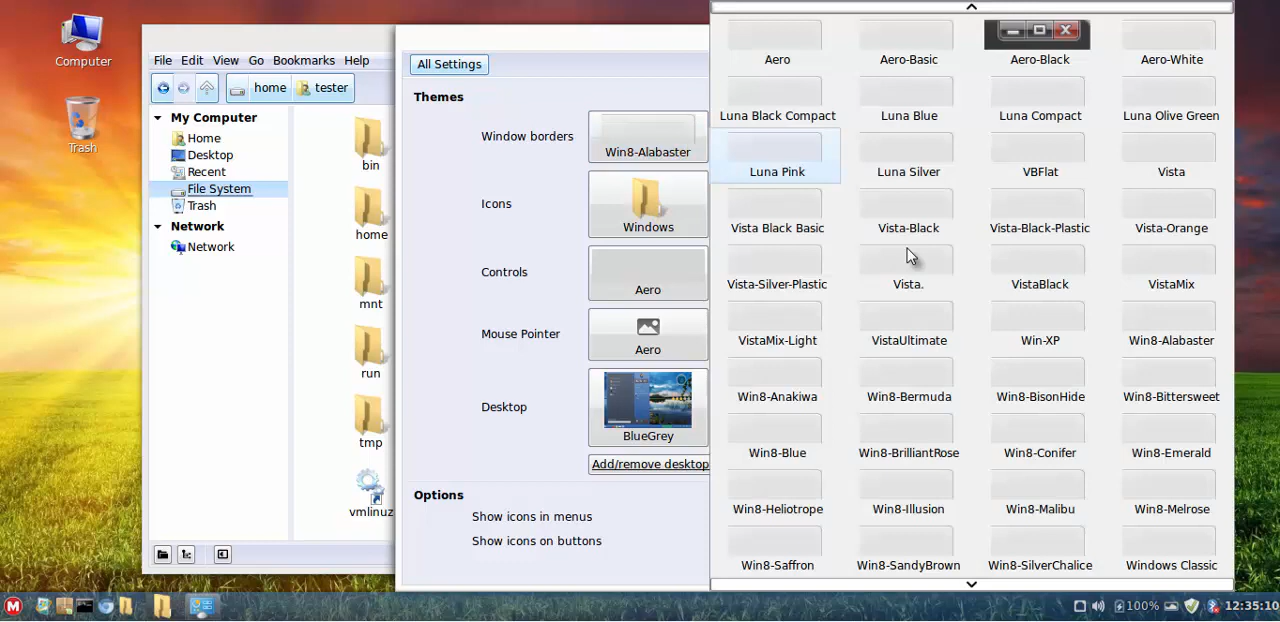 Computer
Trash
File Edit View Go Bookmarks Help
home tester
My Computer
Home
Desktop
Recent
File System
Trash
Network
Network
bin
home
mnt
run
tmp
vmlinuz
All Settings
Themes
Window borders
Win8-Alabaster
Icons
Windows
Controls
Aero
Mouse Pointer
Aero
Desktop
BlueGrey
Add/remove desktop
Options
Show icons in menus
Show icons on buttons
Aero Aero-Basic Aero-Black Aero-White
Luna Black Compact Luna Blue Luna Compact Luna Olive Green
Luna Pink Luna Silver VBFlat Vista
Vista Black Basic Vista-Black Vista-Black-Plastic Vista-Orange
Vista-Silver-Plastic Vista. VistaBlack VistaMix
VistaMix-Light VistaUltimate Win-XP Win8-Alabaster
Win8-Anakiwa Win8-Bermuda Win8-BisonHide Win8-Bittersweet
Win8-Blue Win8-BrilliantRose Win8-Conifer Win8-Emerald
Win8-Heliotrope Win8-Illusion Win8-Malibu Win8-Melrose
Win8-Saffron Win8-SandyBrown Win8-SilverChalice Windows Classic
M
100% 12:35:10